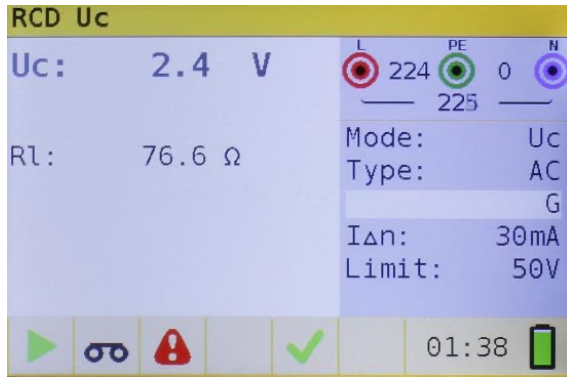 RCD Uc
Uc: 2.4 V
Rl: 76.6 Ω
L PE N
224 0
225
Mode: Uc
Type: AC
G
I∆n: 30mA
Limit: 50V
01:38